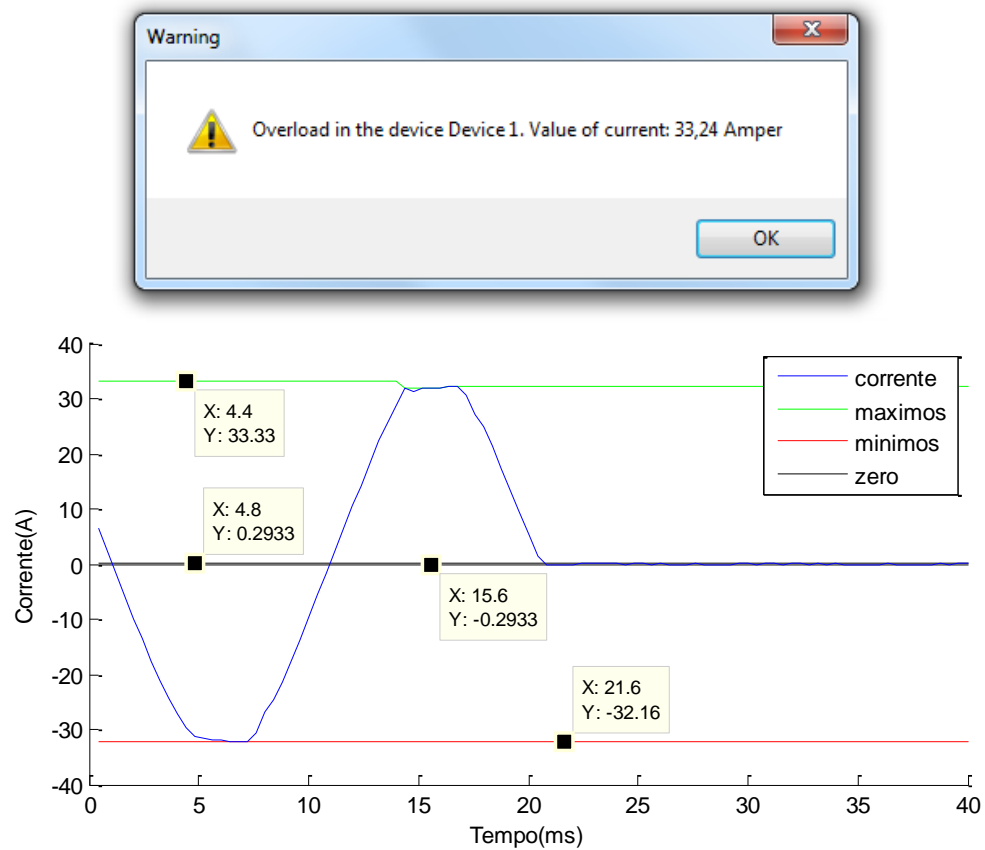 Warning
x
Overload in the device Device 1. Value of current: 33,24 Amper
OK
40
30
20
10
0
-10
-20
-30
-40
Corrente(A)
X: 4.4
Y: 33.33
X: 4.8
Y: 0.2933
X: 15.6
Y: -0.2933
X: 21.6
Y: -32.16
corrente
maximos
minimos
zero
0 5 10 15 20 25 30 35 40
Tempo(ms)